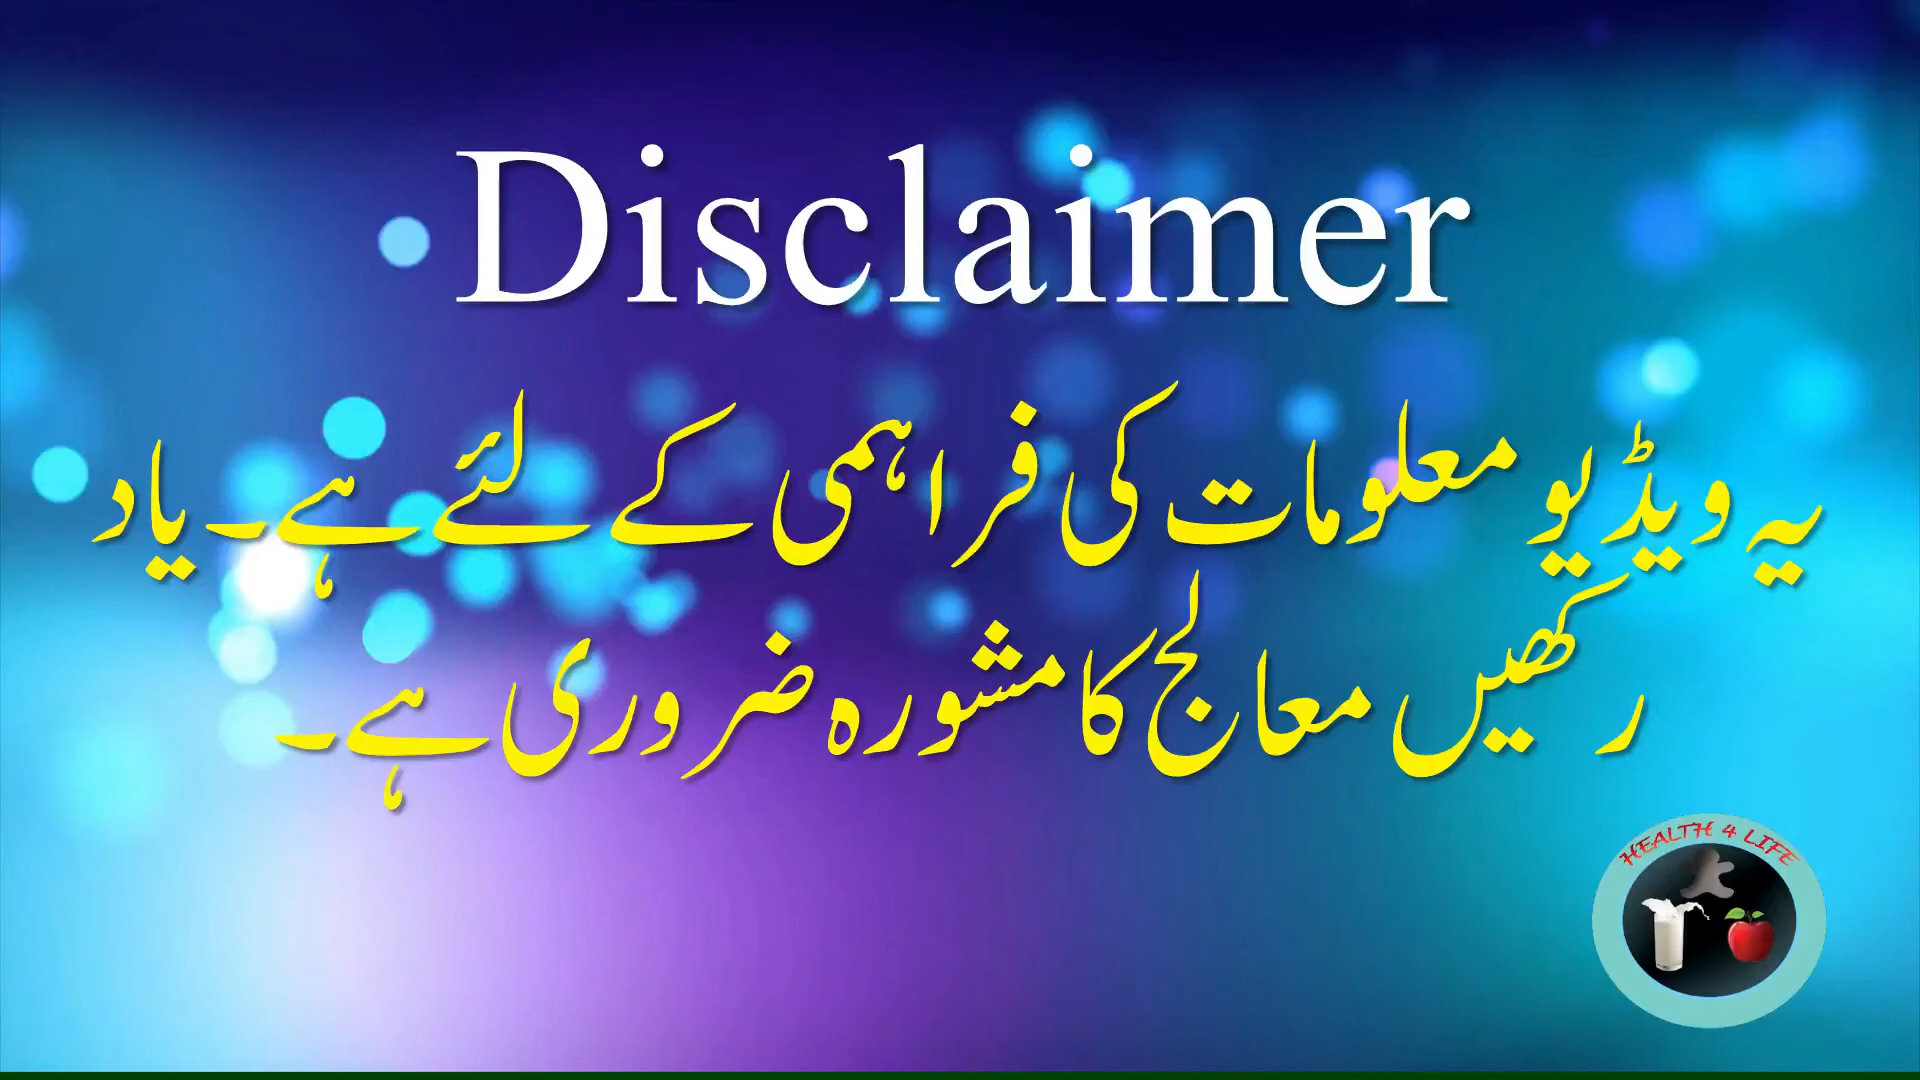 Disclaimer
یہ ویڈیو معلومات کی فراہمی کے لئے ہے۔ یاد
رکھیں معالج کا مشورہ ضروری ہے۔
HEALTH 4 LIFE